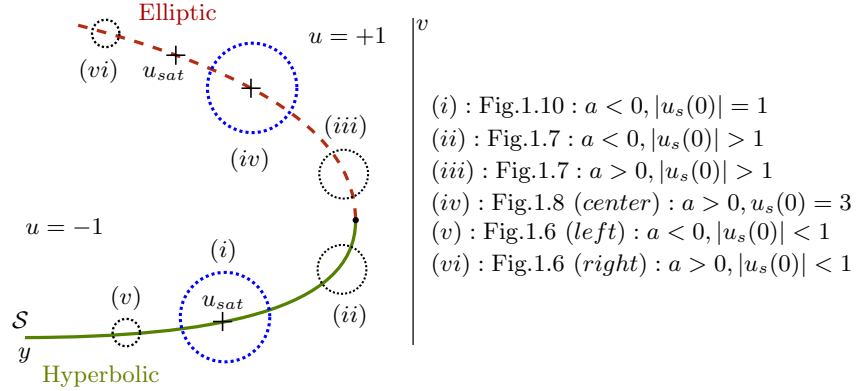 Elliptic
u = +1
v
(vi)
u_{sat}
(iv)
(iii)
u = −1
(i)
(v)
u_{sat}
(ii)
S
y
Hyperbolic
(i) : Fig.1.10 : a < 0, |u_s(0)| = 1
(ii) : Fig.1.7 : a < 0, |u_s(0)| > 1
(iii) : Fig.1.7 : a > 0, |u_s(0)| > 1
(iv) : Fig.1.8 (center) : a > 0, u_s(0) = 3
(v) : Fig.1.6 (left) : a < 0, |u_s(0)| < 1
(vi) : Fig.1.6 (right) : a > 0, |u_s(0)| < 1